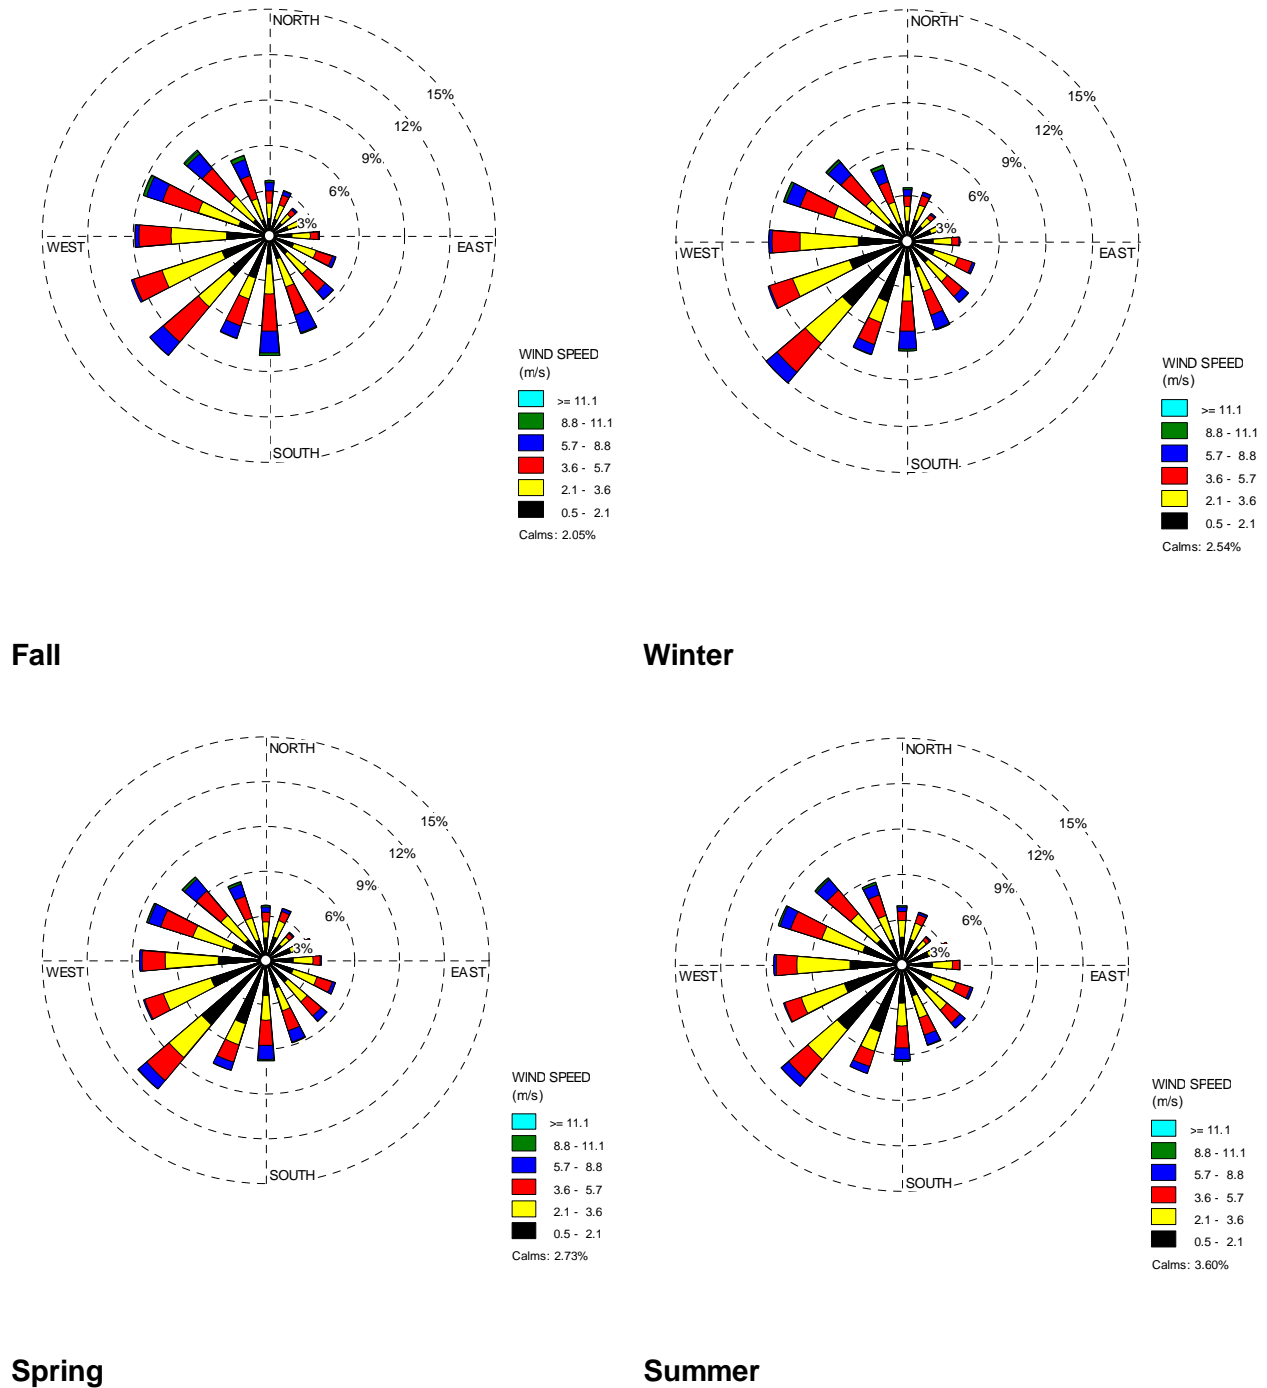 NORTH
15%
12%
9%
6%
3%
WEST
EAST
SOUTH
WIND SPEED
(m/s)
>= 11.1
8.8 - 11.1
5.7 - 8.8
3.6 - 5.7
2.1 - 3.6
0.5 - 2.1
Calms: 2.05%
Fall
NORTH
15%
12%
9%
6%
3%
WEST
EAST
SOUTH
WIND SPEED
(m/s)
>= 11.1
8.8 - 11.1
5.7 - 8.8
3.6 - 5.7
2.1 - 3.6
0.5 - 2.1
Calms: 2.54%
Winter
NORTH
15%
12%
9%
6%
3%
WEST
EAST
SOUTH
WIND SPEED
(m/s)
>= 11.1
8.8 - 11.1
5.7 - 8.8
3.6 - 5.7
2.1 - 3.6
0.5 - 2.1
Calms: 2.73%
Spring
NORTH
15%
12%
9%
6%
3%
WEST
EAST
SOUTH
WIND SPEED
(m/s)
>= 11.1
8.8 - 11.1
5.7 - 8.8
3.6 - 5.7
2.1 - 3.6
0.5 - 2.1
Calms: 3.60%
Summer